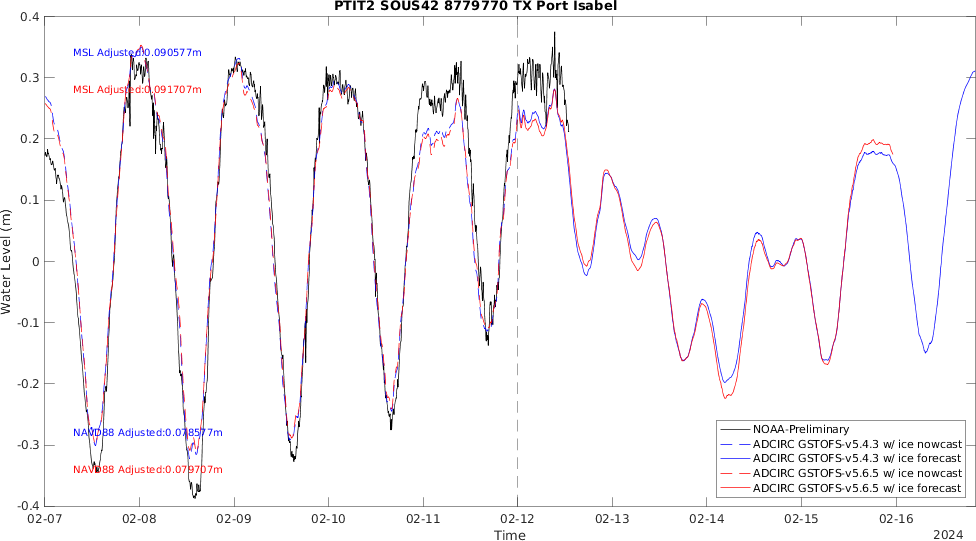 PTIT2 SOUS42 8779770 TX Port Isabel
0.4
0.3
0.2
0.1
0
-0.1
-0.2
-0.3
-0.4
Water Level (m)
MSL Adjusted:0.090577m
MSL Adjusted:0.091707m
NAVD88 Adjusted:0.078577m
NAVD88 Adjusted:0.079707m
NOAA-Preliminary
ADCIRC GSTOFS-v5.4.3 w/ ice nowcast
ADCIRC GSTOFS-v5.4.3 w/ ice forecast
ADCIRC GSTOFS-v5.6.5 w/ ice nowcast
ADCIRC GSTOFS-v5.6.5 w/ ice forecast
02-07 02-08 02-09 02-10 02-11 02-12 02-13 02-14 02-15 02-16
Time
2024